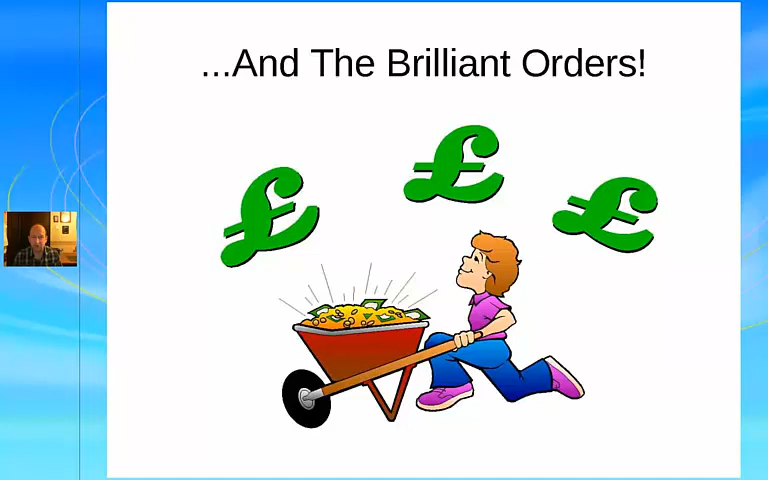 ...And The Brilliant Orders!
£ £ £